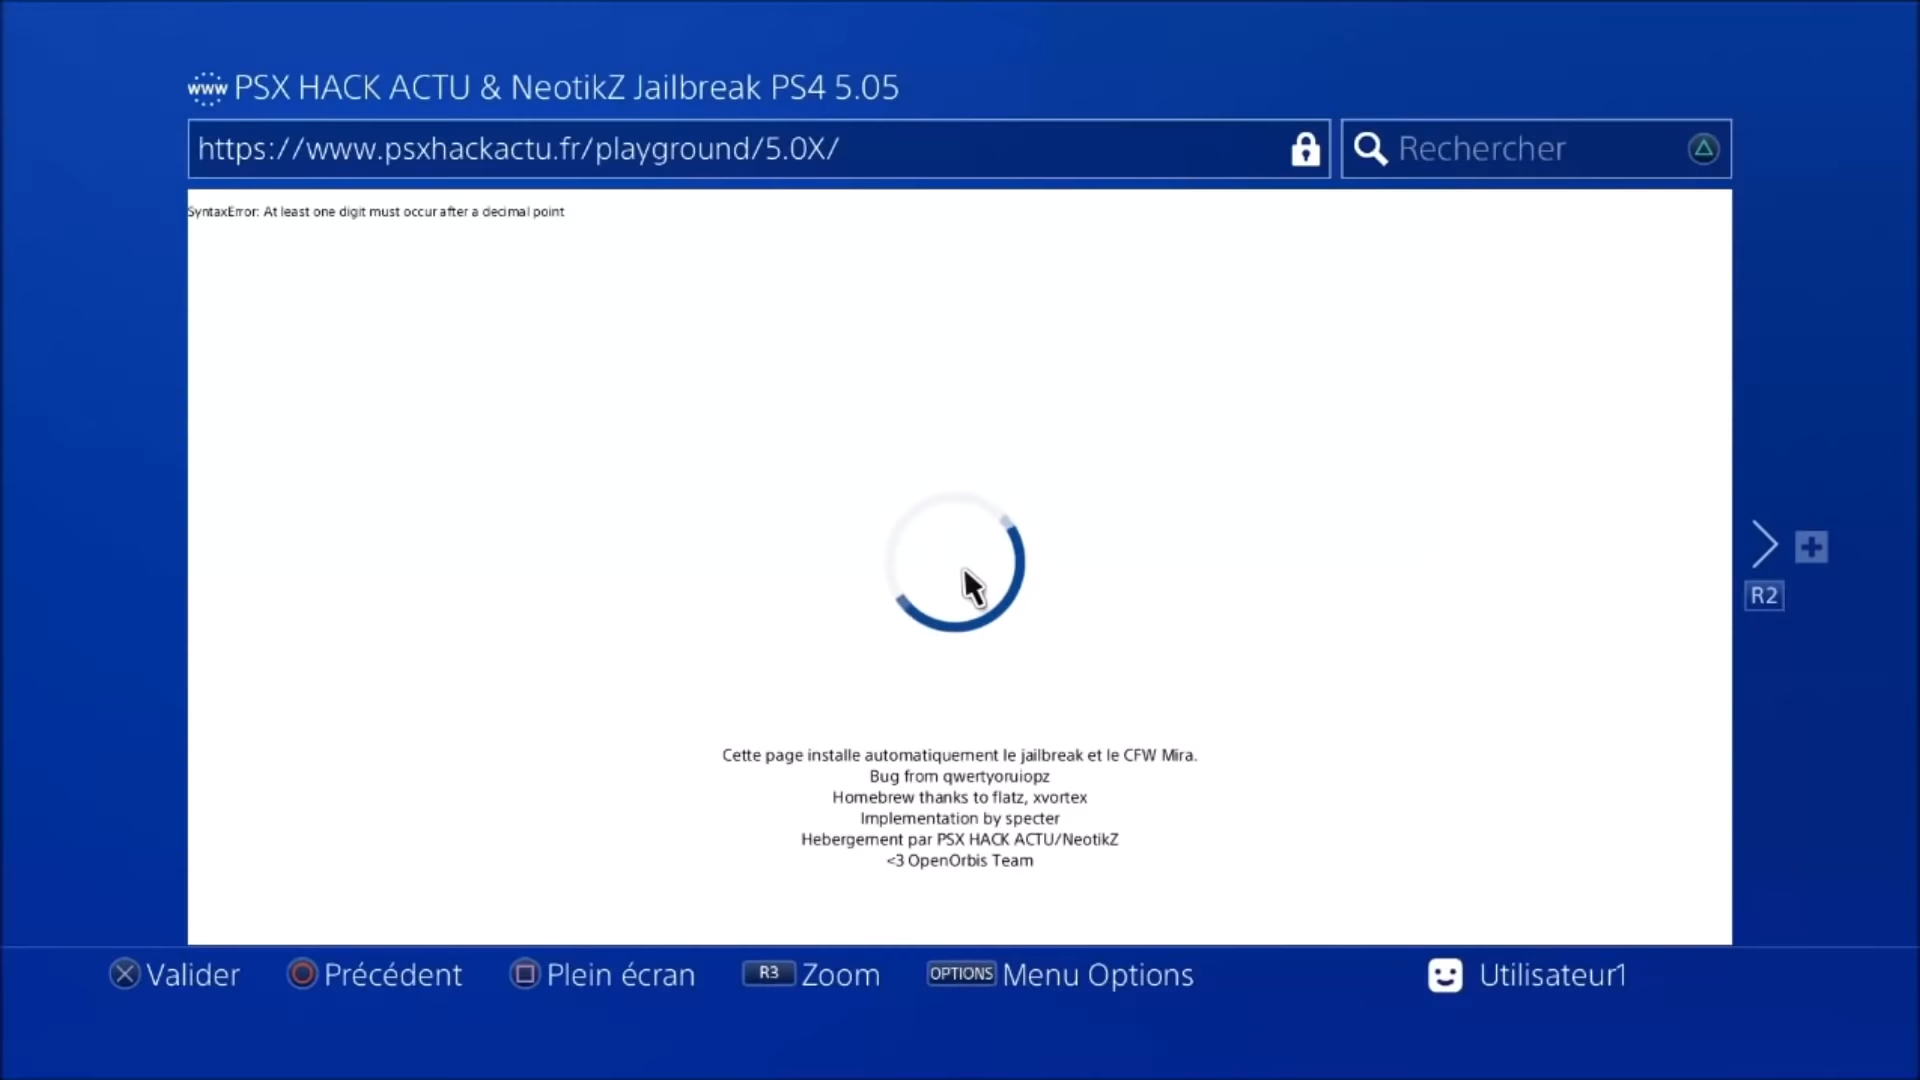 www PSX HACK ACTU & NeotikZ Jailbreak PS4 5.05
https://www.psxhackactu.fr/playground/5.0X/
Rechercher
SyntaxError: At least one digit must occur after a decimal point
R2
Cette page installe automatiquement le jailbreak et le CFW Mira.
Bug from qwertyoruiopz
Homebrew thanks to flatz, xvortex
Implementation by specter
Hebergement par PSX HACK ACTU/NeotikZ
<3 OpenOrbis Team
Valider Précédent Plein écran R3 Zoom OPTIONS Menu Options Utilisateur1